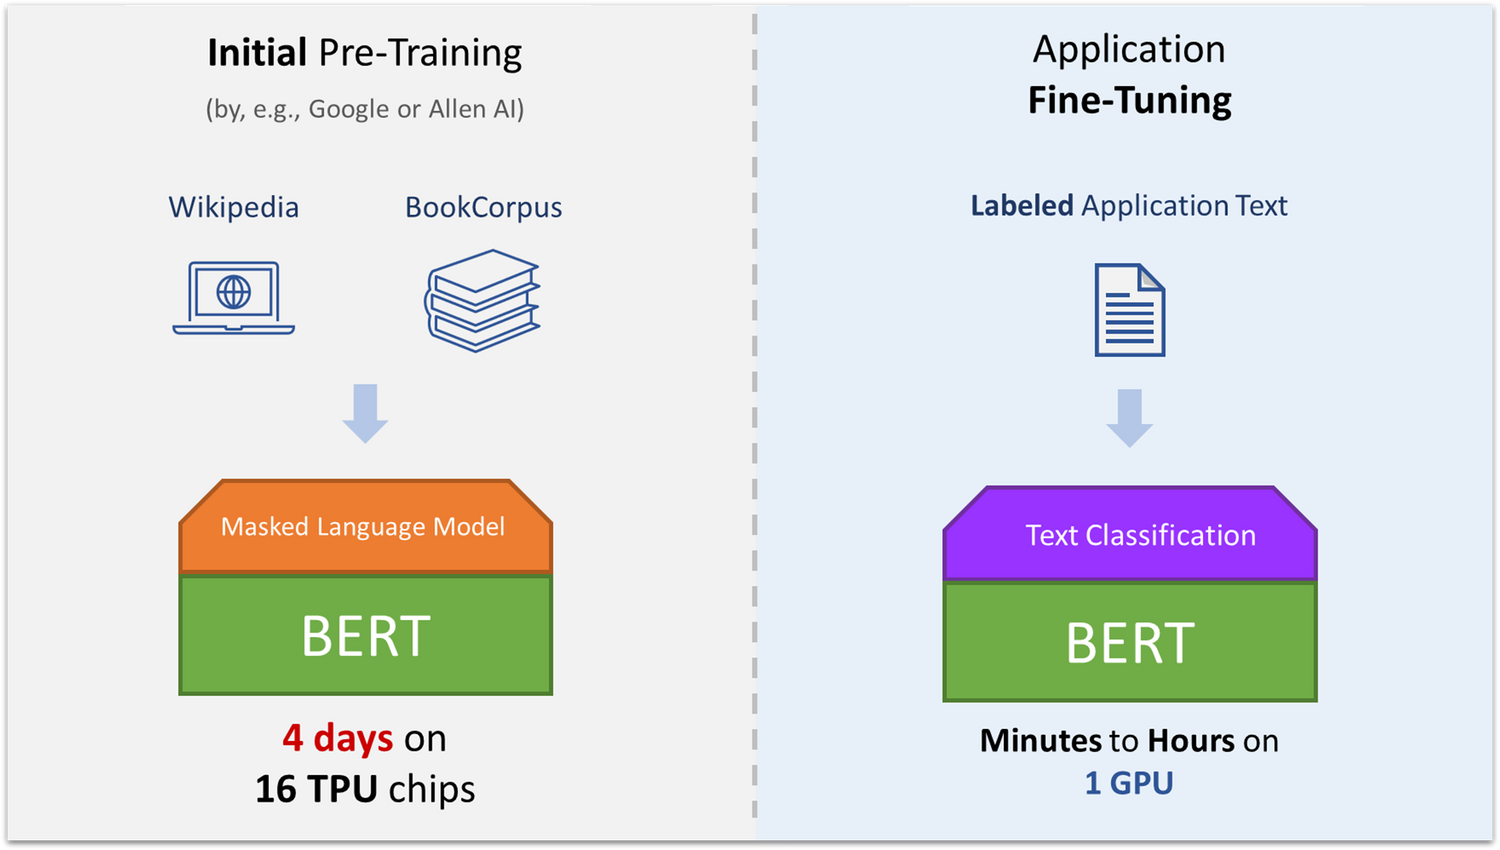 Initial Pre-Training
(by, e.g., Google or Allen AI)
Wikipedia
BookCorpus
Masked Language Model
BERT
4 days on
16 TPU chips
Application
Fine-Tuning
Labeled Application Text
Text Classification
BERT
Minutes to Hours on
1 GPU